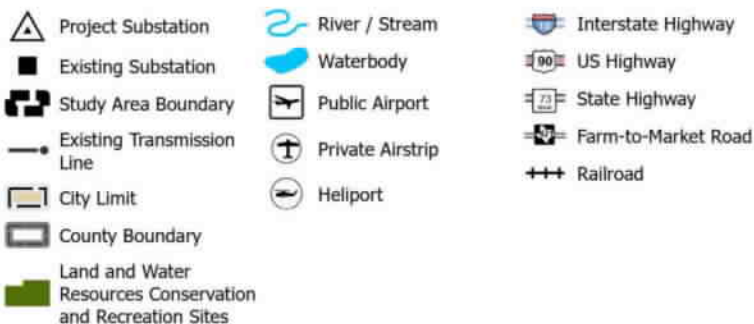 Project Substation
Existing Substation
Study Area Boundary
Existing Transmission
Line
City Limit
County Boundary
Land and Water
Resources Conservation
and Recreation Sites
River / Stream
Waterbody
Public Airport
Private Airstrip
Heliport
Interstate Highway
90 US Highway
73 State Highway
Farm-to-Market Road
Railroad